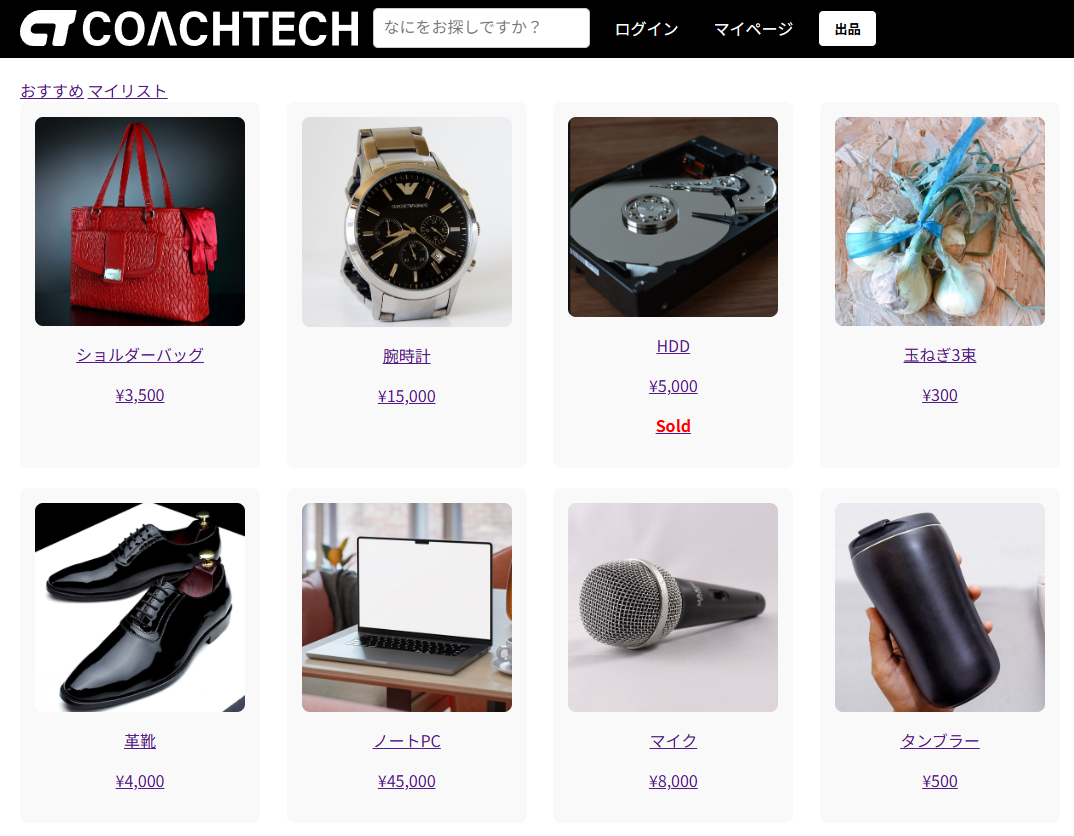 COACHTECH
なにをお探しですか？
ログイン
マイページ
出品
おすすめ マイリスト
EMPORIO ARMANI
ショルダーバッグ
¥3,500
腕時計
¥15,000
HDD
¥5,000
Sold
玉ねぎ3束
¥300
革靴
¥4,000
ノートPC
¥45,000
マイク
¥8,000
タンブラー
¥500